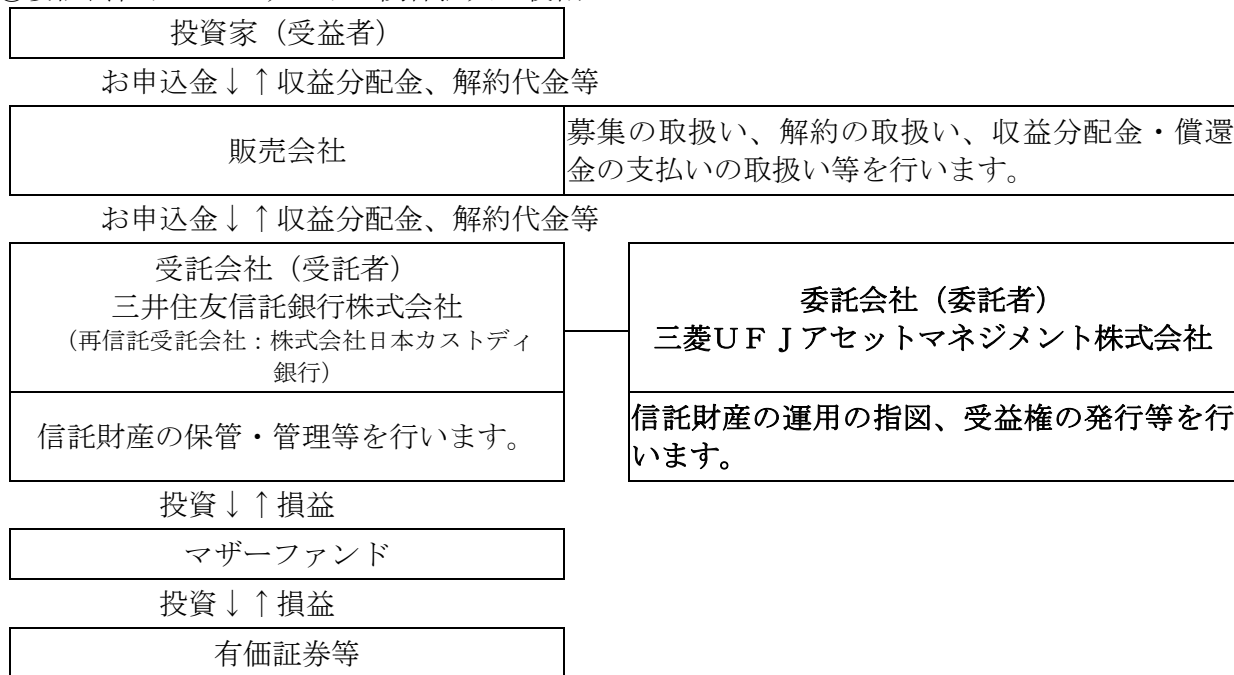 投資家（受益者）
お申込金↓↑収益分配金、解約代金等
販売会社
募集の取扱い、解約の取扱い、収益分配金・償還
金の支払いの取扱い等を行います。
お申込金↓↑収益分配金、解約代金等
受託会社（受託者）
三井住友信託銀行株式会社
（再信託受託会社：株式会社日本カストディ
銀行）
委託会社（委託者）
三菱ＵＦＪアセットマネジメント株式会社
信託財産の保管・管理等を行います。
信託財産の運用の指図、受益権の発行等を行
います。
投資↓↑損益
マザーファンド
投資↓↑損益
有価証券等